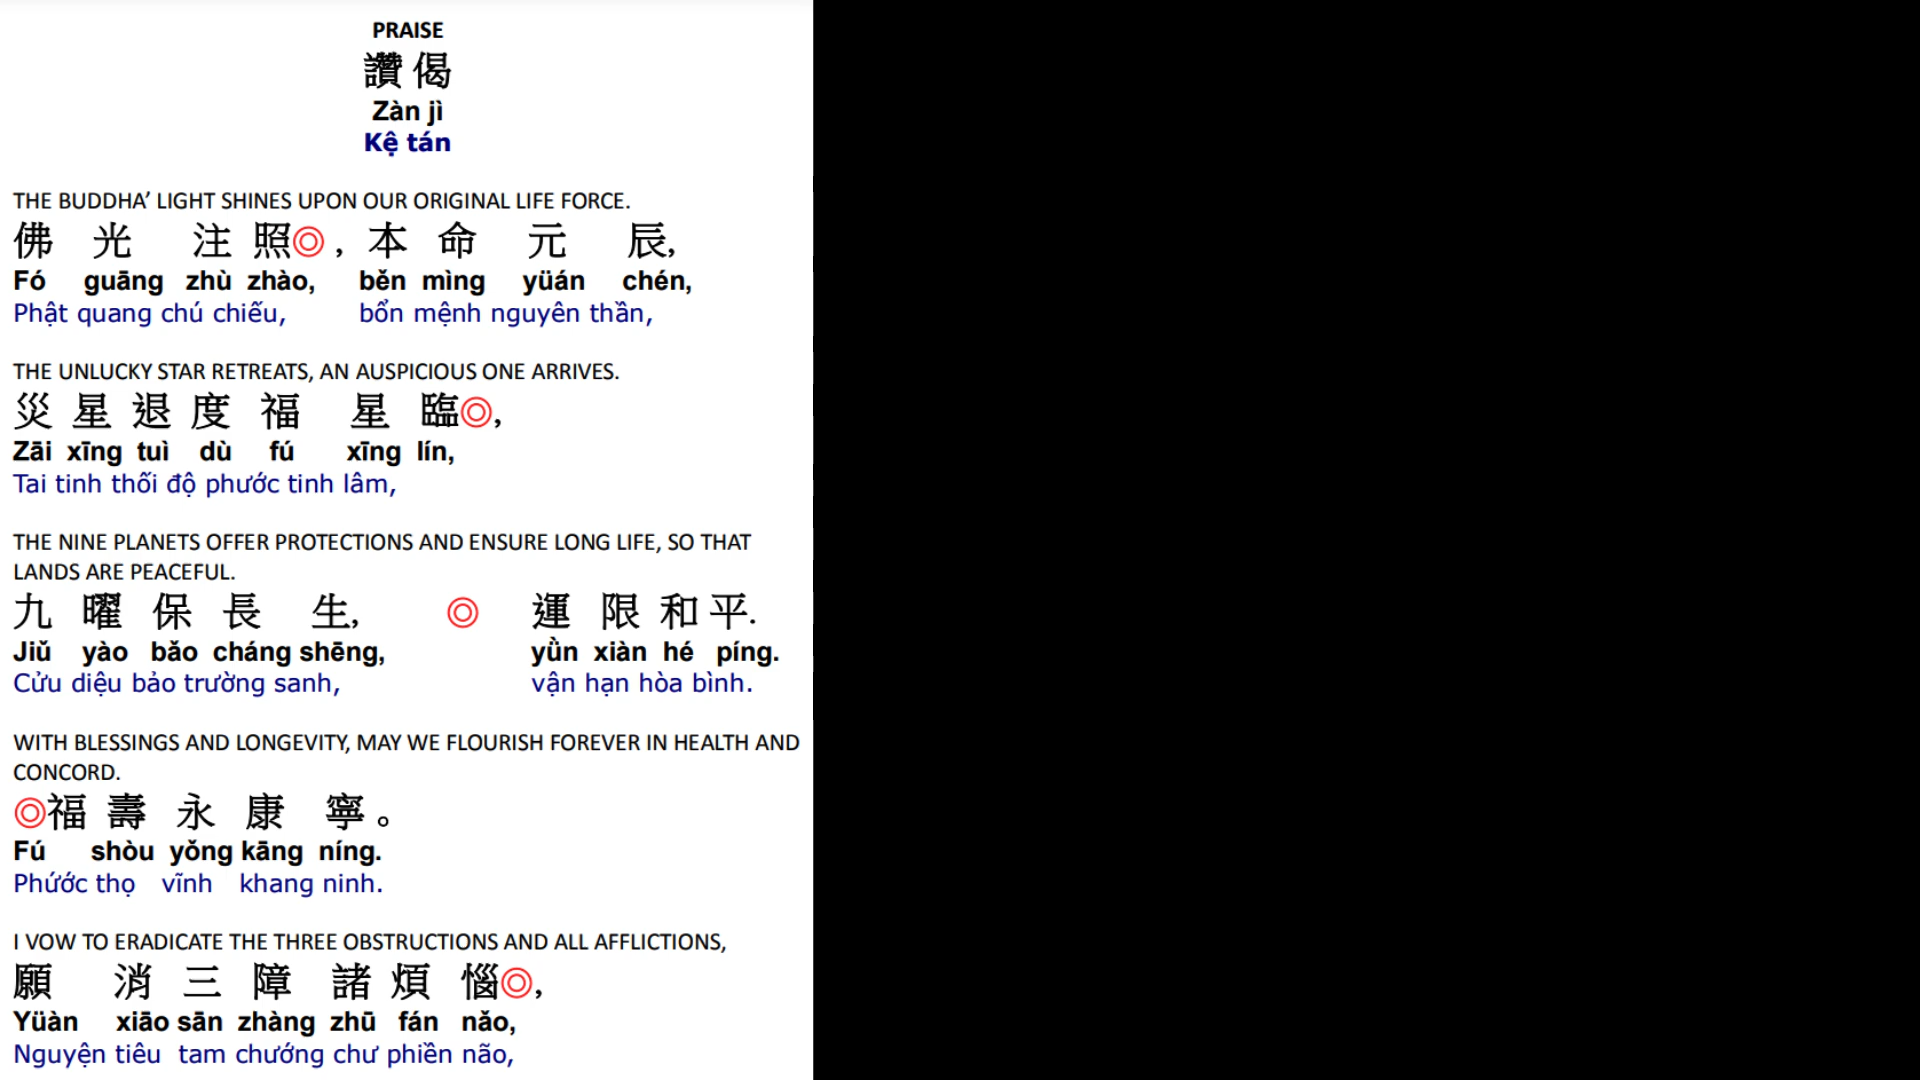 PRAISE
讚偈
Zàn jì
Kệ tán
THE BUDDHA’ LIGHT SHINES UPON OUR ORIGINAL LIFE FORCE.
佛 光 注 照◎ , 本 命 元 辰,
Fó guāng zhù zhào, běn mìng yüán chén,
Phật quang chú chiếu, bổn mệnh nguyên thần,
THE UNLUCKY STAR RETREATS, AN AUSPICIOUS ONE ARRIVES.
災 星 退 度 福 星 臨◎,
Zāi xīng tuì dù fú xīng lín,
Tai tinh thối độ phước tinh lâm,
THE NINE PLANETS OFFER PROTECTIONS AND ENSURE LONG LIFE, SO THAT
LANDS ARE PEACEFUL.
九 曜 保 長 生, ◎ 運 限 和 平.
Jiǔ yào bǎo cháng shēng, yǜn xiàn hé píng.
Cửu diệu bảo trường sanh, vận hạn hòa bình.
WITH BLESSINGS AND LONGEVITY, MAY WE FLOURISH FOREVER IN HEALTH AND
CONCORD.
◎福 壽 永 康 寧 。
Fú shòu yǒng kāng níng.
Phứớc thọ vĩnh khang ninh.
I VOW TO ERADICATE THE THREE OBSTRUCTIONS AND ALL AFFLICTIONS,
願 消 三 障 諸 煩 惱◎,
Yüàn xiāo sān zhàng zhū fán nǎo,
Nguyện tiêu tam chướng chư phiền não,